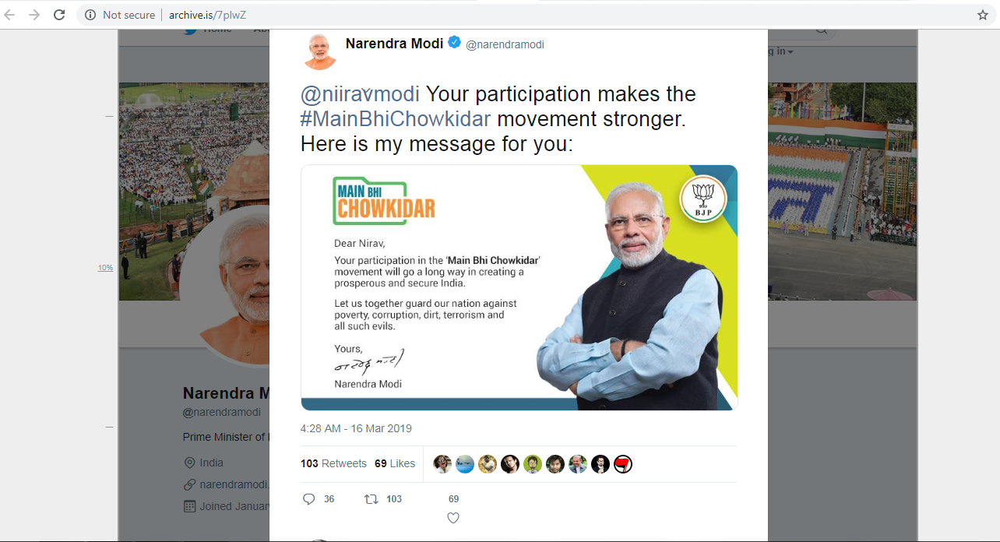 Not secure | archive.is/7pIwZ
Narendra Modi @narendramodi
@niiravmodi Your participation makes the
#MainBhiChowkidar movement stronger.
Here is my message for you:
MAIN BHI
CHOWKIDAR
BJP
Dear Nirav,
Your participation in the 'Main Bhi Chowkidar'
movement will go a long way in creating a
prosperous and secure India.
Let us together guard our nation against
poverty, corruption, dirt, terrorism and
all such evils.
Yours,
नरेन्द्र मोदी
Narendra Modi
4:28 AM - 16 Mar 2019
103 Retweets 69 Likes
36 103 69
g in
10%
Narendra M
@narendramodi
Prime Minister of
India
narendramodi.
Joined Januar